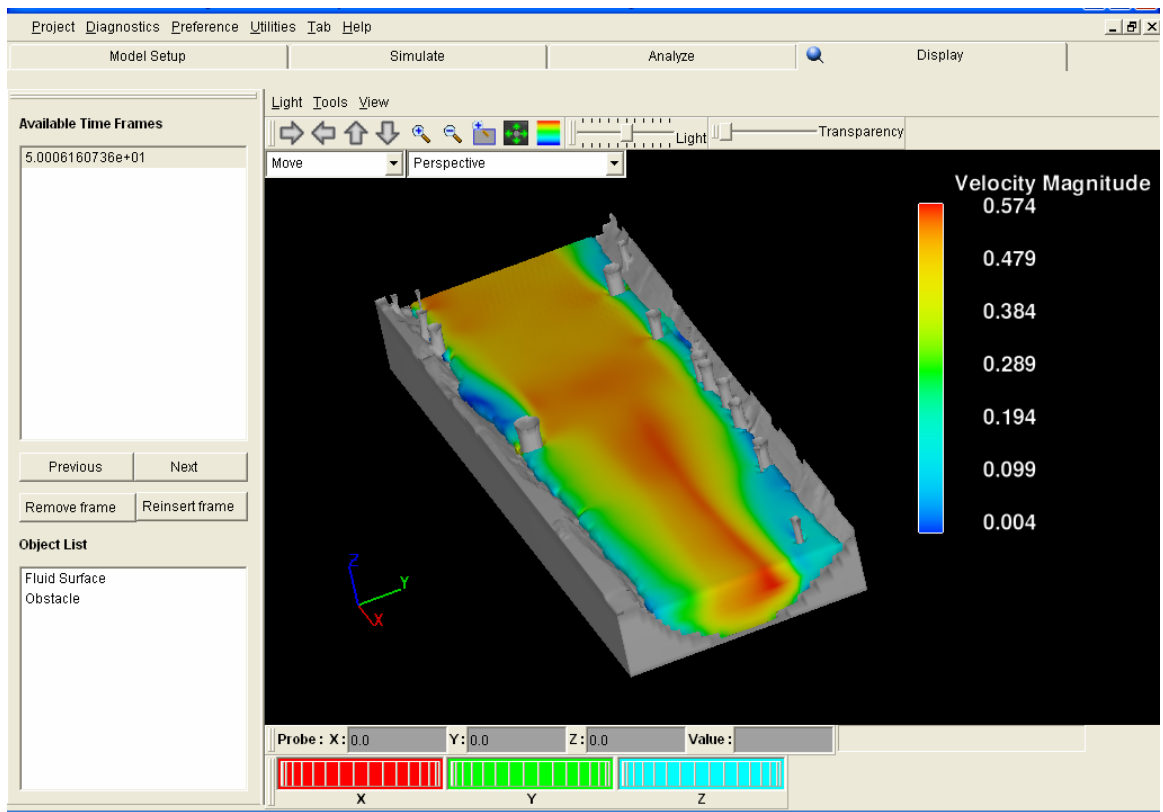 Project Diagnostics Preference Utilities Tab Help
Model Setup Simulate Analyze Display
Available Time Frames
5.0006160736e+01
Previous Next
Remove frame Reinsert frame
Object List
Fluid Surface
Obstacle
Light Tools View
Light Transparency
Move Perspective
Velocity Magnitude
0.574
0.479
0.384
0.289
0.194
0.099
0.004
Z
Y
X
Probe: X: 0.0 Y: 0.0 Z: 0.0 Value:
X Y Z